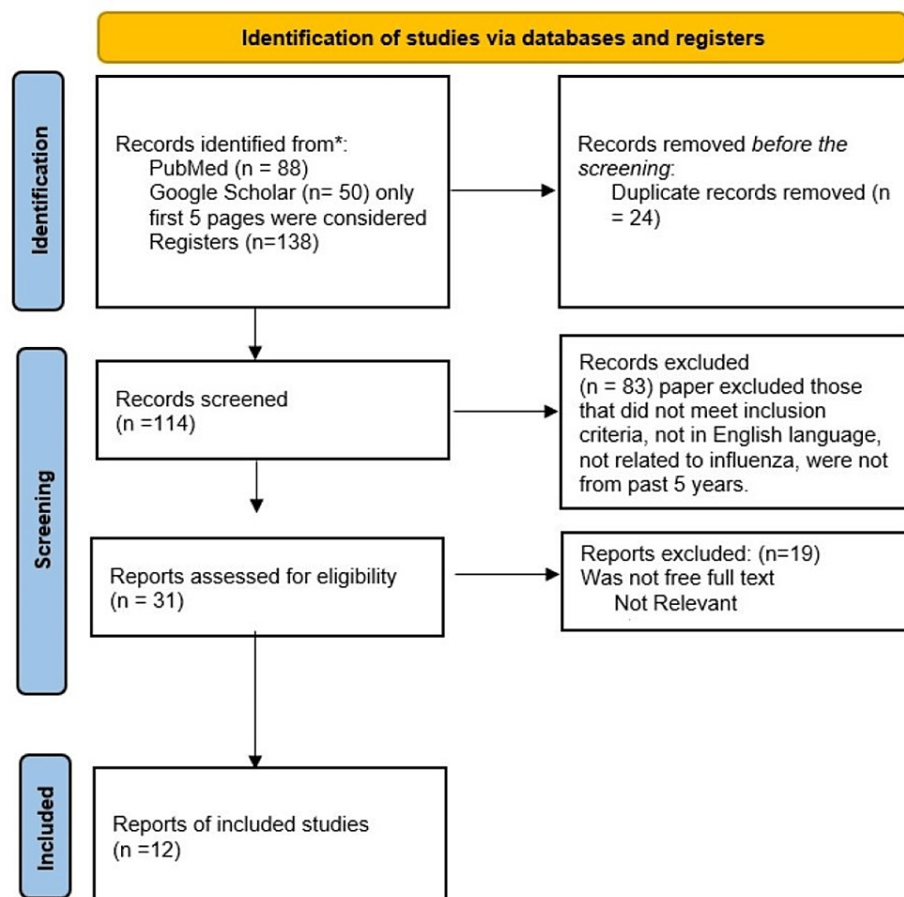 Identification of studies via databases and registers
Identification
Records identified from*:
PubMed (n = 88)
Google Scholar (n= 50) only
first 5 pages were considered
Registers (n=138)
Records removed before the
screening:
Duplicate records removed (n
= 24)
Screening
Records screened
(n =114)
Records excluded
(n = 83) paper excluded those
that did not meet inclusion
criteria, not in English language,
not related to influenza, were not
from past 5 years.
Reports assessed for eligibility
(n = 31)
Reports excluded: (n=19)
Was not free full text
Not Relevant
Included
Reports of included studies
(n =12)